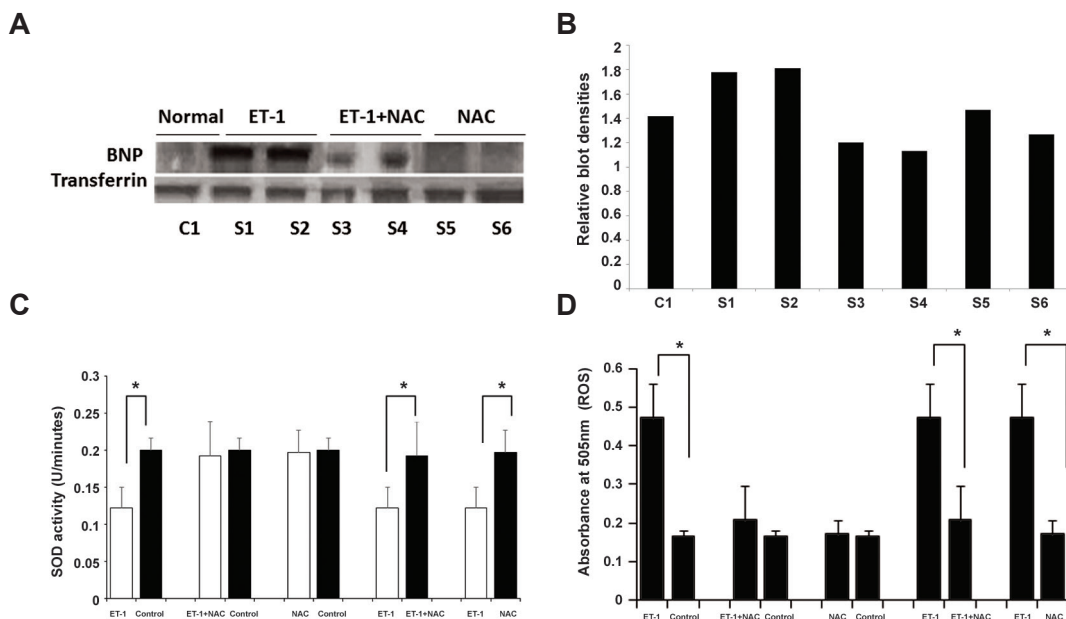 A
Normal ET-1 ET-1+NAC NAC
BNP
Transferrin
C1 S1 S2 S3 S4 S5 S6
B
Relative blot densities
2
1.8
1.6
1.4
1.2
1
0.8
0.6
0.4
0.2
0
C1 S1 S2 S3 S4 S5 S6
C
SOD activity (U/minutes)
0.3
0.25
0.2
0.15
0.1
0.05
0
* * *
ET-1 Control ET-1+NAC Control NAC Control ET-1 ET-1+NAC ET-1 NAC
D
Absorbance at 505nm (ROS)
0.6
0.5
0.4
0.3
0.2
0.1
0
* * *
ET-1 Control ET-1+NAC Control NAC Control ET-1 ET-1+NAC ET-1 NAC